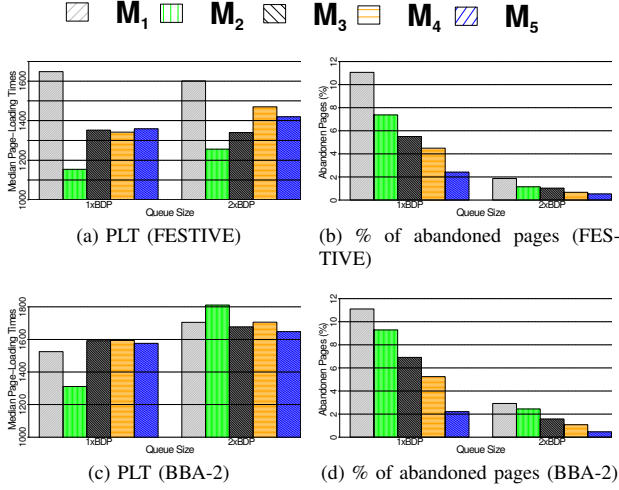 M1 M2 M3 M4 M5
Median Page-Loading Times
1000 1200 1400 1600
1xBDP 2xBDP
Queue Size
(a) PLT (FESTIVE)
Abandonen Pages (%)
0 2 4 6 8 10 12
1xBDP 2xBDP
Queue Size
(b) % of abandoned pages (FES-
TIVE)
Median Page-Loading Times
1000 1200 1400 1600 1800
1xBDP 2xBDP
Queue Size
(c) PLT (BBA-2)
Abandonen Pages (%)
0 2 4 6 8 10 12
1xBDP 2xBDP
Queue Size
(d) % of abandoned pages (BBA-2)